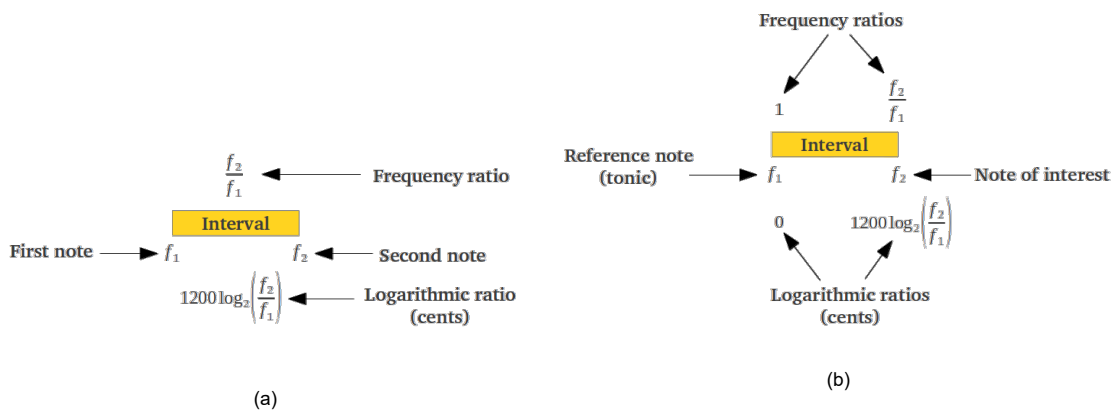 f₂
f₁
Frequency ratio
Interval
First note
f₁
f₂
Second note
1200 log₂(f₂/f₁)
Logarithmic ratio
(cents)
(a)
Frequency ratios
1
f₂
f₁
Interval
Reference note
(tonic)
f₁
f₂
Note of interest
0
1200 log₂(f₂/f₁)
Logarithmic ratios
(cents)
(b)